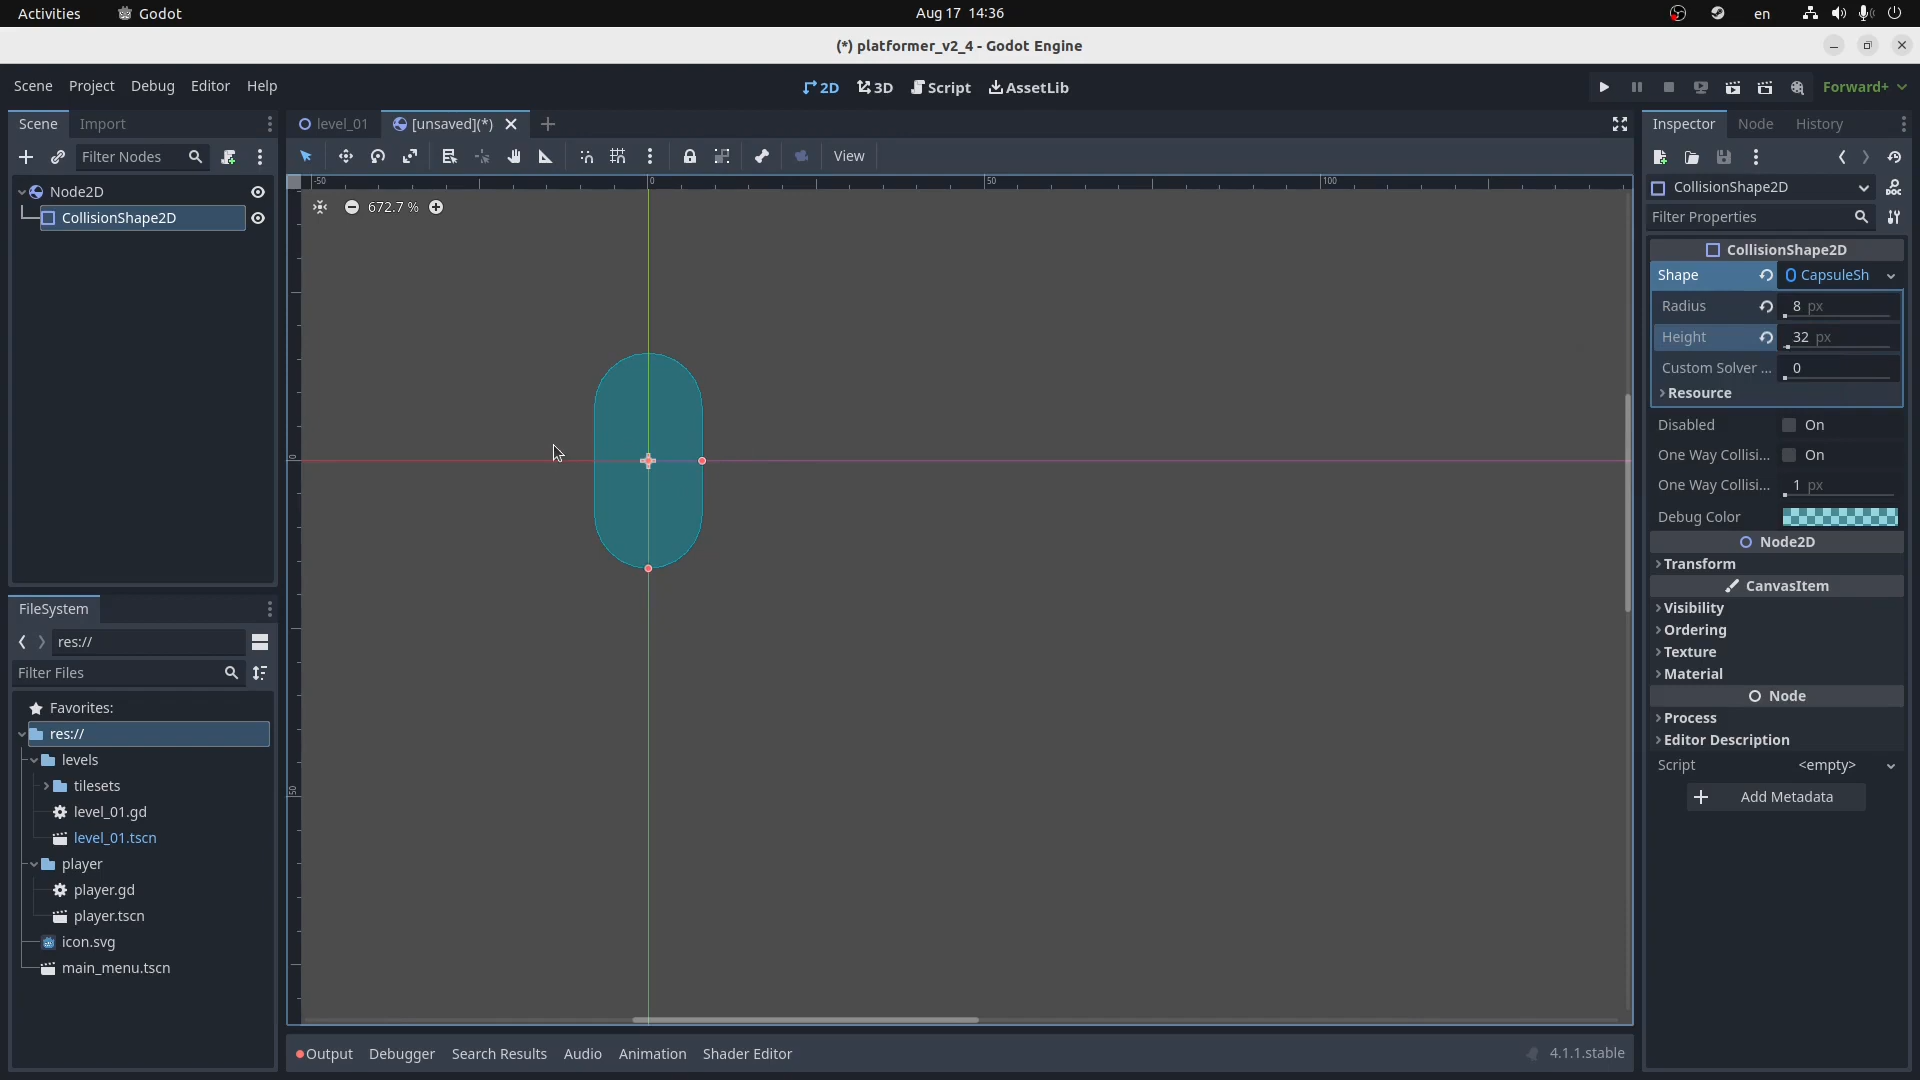 Activities
Godot
Aug 17 14:36
en
(*) platformer_v2_4 - Godot Engine
Scene
Project
Debug
Editor
Help
2D
3D
Script
AssetLib
Forward+
Scene
Import
level_01
[unsaved](*)
Inspector
Node
History
Filter Nodes
View
Node2D
CollisionShape2D
-50
0
50
100
672.7 %
0
50
CollisionShape2D
Filter Properties
CollisionShape2D
Shape
CapsuleSh
Radius
8 px
Height
32 px
Custom Solver ...
0
Resource
Disabled
On
One Way Collisi...
On
One Way Collisi...
1 px
Debug Color
Node2D
Transform
CanvasItem
Visibility
Ordering
Texture
Material
Node
Process
Editor Description
Script
<empty>
Add Metadata
FileSystem
res://
Filter Files
Favorites:
res://
levels
tilesets
level_01.gd
level_01.tscn
player
player.gd
player.tscn
icon.svg
main_menu.tscn
Output
Debugger
Search Results
Audio
Animation
Shader Editor
4.1.1.stable